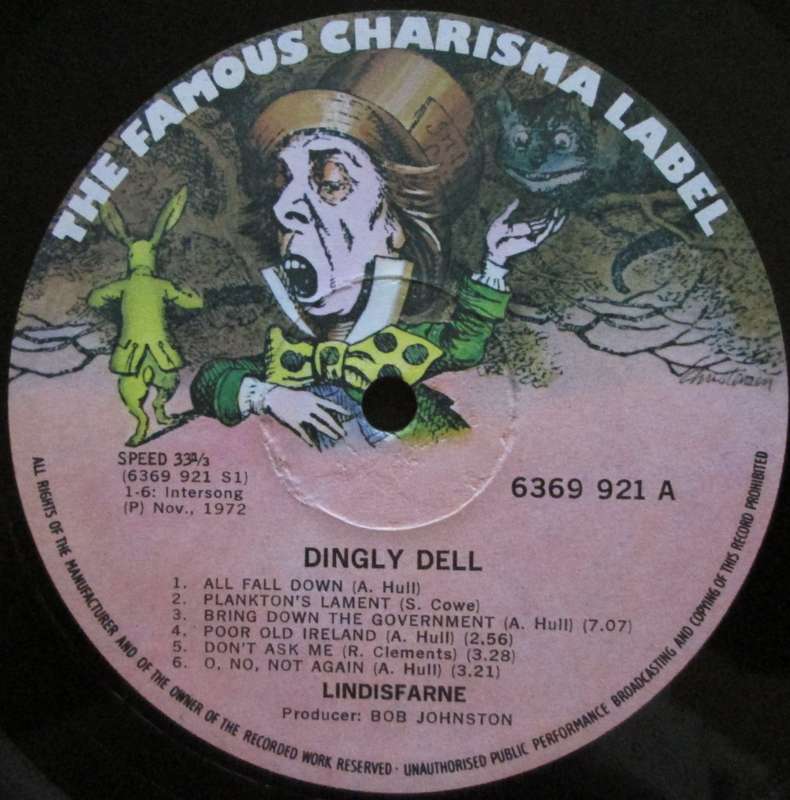 THE FAMOUS CHARISMA LABEL
SPEED 33⅓
(6369 921 S1)
1-6: Intersong
(P) Nov., 1972
6369 921 A
DINGLY DELL
1. ALL FALL DOWN (A. Hull)
2. PLANKTON'S LAMENT (S. Cowe)
3. BRING DOWN THE GOVERNMENT (A. Hull) (7.07)
4. POOR OLD IRELAND (A. Hull) (2.56)
5. DON'T ASK ME (R. Clements) (3.28)
6. O, NO, NOT AGAIN (A. Hull) (3.21)
LINDISFARNE
Producer: BOB JOHNSTON
ALL RIGHTS OF THE MANUFACTURER AND OF THE OWNER OF THE RECORDED WORK RESERVED · UNAUTHORISED PUBLIC PERFORMANCE BROADCASTING AND COPYING OF THIS RECORD PROHIBITED